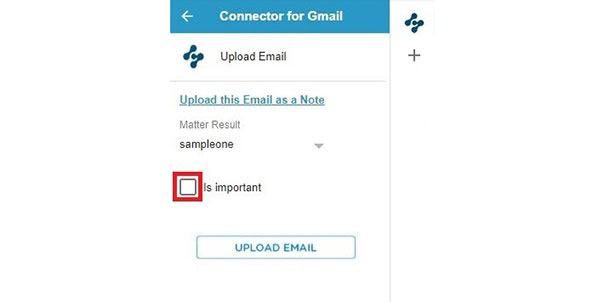 Connector for Gmail
Upload Email
Upload this Email as a Note
Matter Result
sampleone
Is important
UPLOAD EMAIL